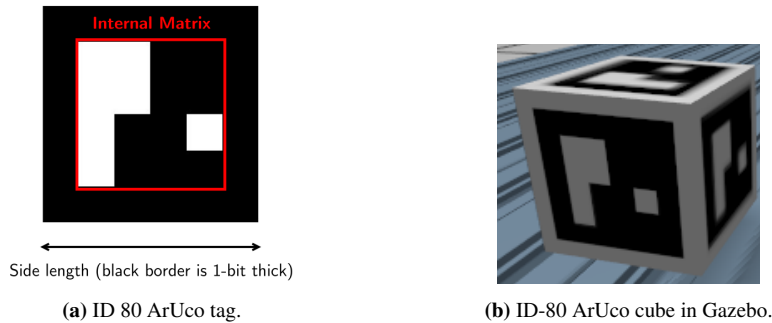 Internal Matrix
Side length (black border is 1-bit thick)
(a) ID 80 ArUco tag.
(b) ID-80 ArUco cube in Gazebo.